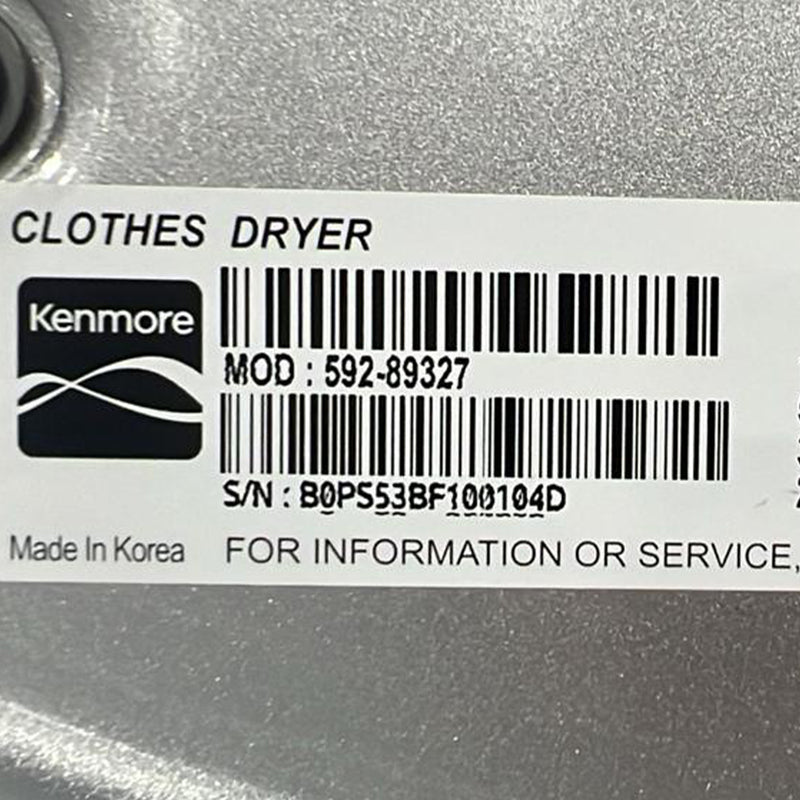 CLOTHES DRYER
Kenmore
MOD : 592-89327
S/N : B0PS53BF100104D
Made In Korea
FOR INFORMATION OR SERVICE,